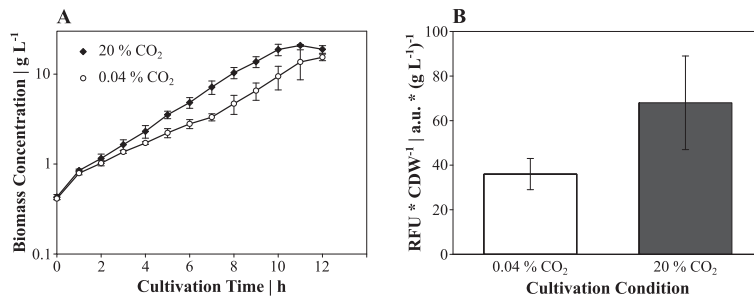 A
Biomass Concentration | g L-1
10
1
0.1
20 % CO2
0.04 % CO2
0 2 4 6 8 10 12
Cultivation Time | h
B
RFU * CDW-1 | a.u. * (g L-1)-1
100
80
60
40
20
0
0.04 % CO2 20 % CO2
Cultivation Condition